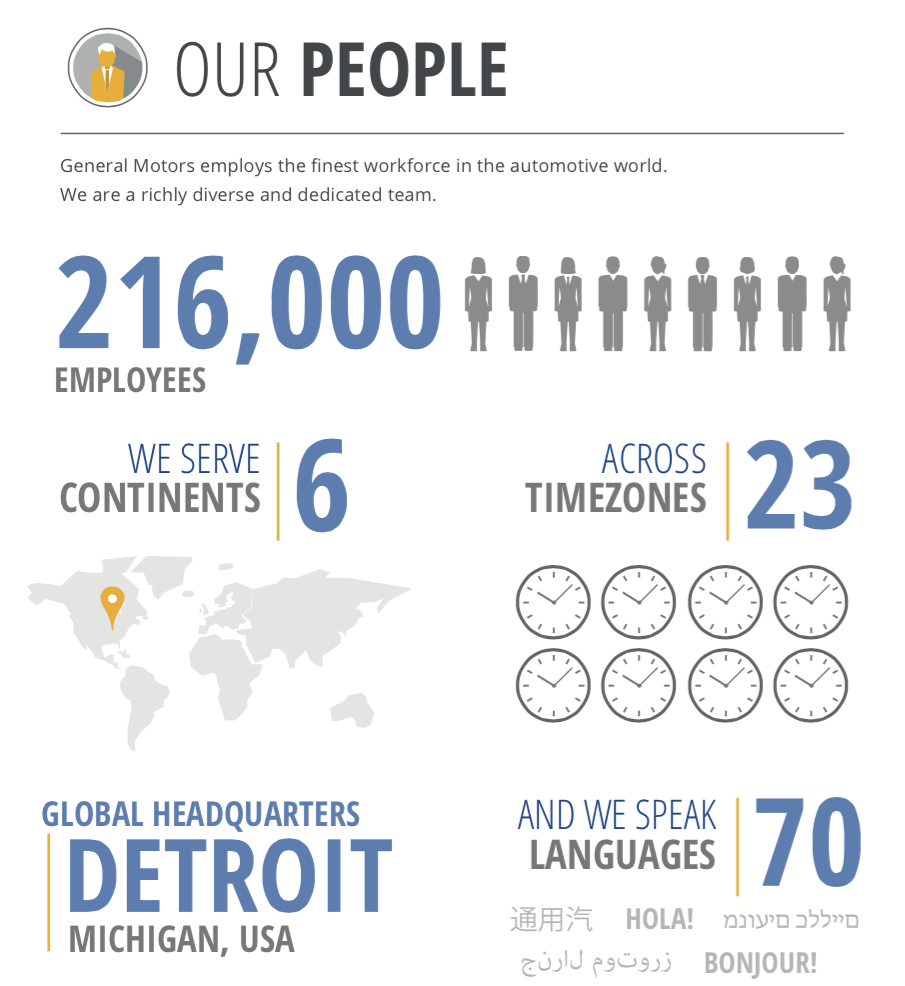 OUR PEOPLE
General Motors employs the finest workforce in the automotive world.
We are a richly diverse and dedicated team.
216,000
EMPLOYEES
WE SERVE
CONTINENTS
6
ACROSS
TIMEZONES
23
GLOBAL HEADQUARTERS
DETROIT
MICHIGAN, USA
AND WE SPEAK
LANGUAGES
70
通用汽 HOLA! םייללכ םיעונמ
زروتوم لارنج BONJOUR!